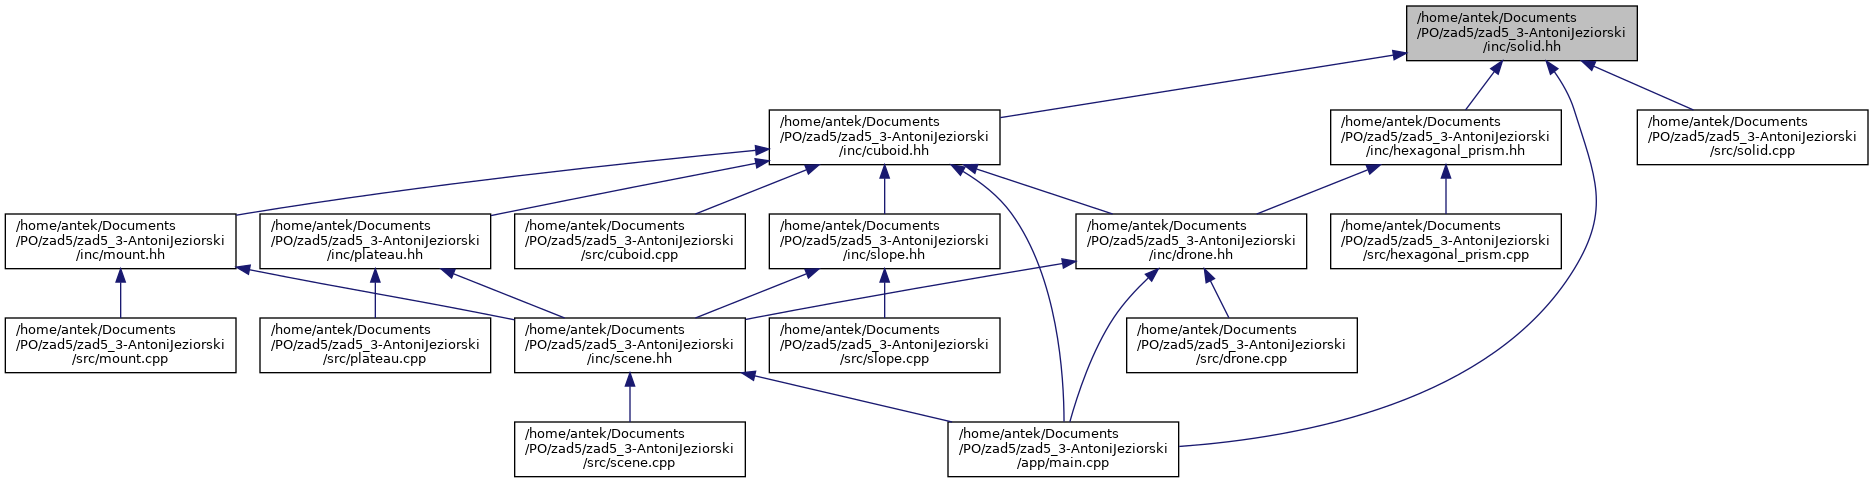 /home/antek/Documents
/PO/zad5/zad5_3-AntoniJeziorski
/inc/solid.hh
/home/antek/Documents
/PO/zad5/zad5_3-AntoniJeziorski
/inc/cuboid.hh
/home/antek/Documents
/PO/zad5/zad5_3-AntoniJeziorski
/inc/hexagonal_prism.hh
/home/antek/Documents
/PO/zad5/zad5_3-AntoniJeziorski
/src/solid.cpp
/home/antek/Documents
/PO/zad5/zad5_3-AntoniJeziorski
/inc/mount.hh
/home/antek/Documents
/PO/zad5/zad5_3-AntoniJeziorski
/inc/plateau.hh
/home/antek/Documents
/PO/zad5/zad5_3-AntoniJeziorski
/src/cuboid.cpp
/home/antek/Documents
/PO/zad5/zad5_3-AntoniJeziorski
/inc/slope.hh
/home/antek/Documents
/PO/zad5/zad5_3-AntoniJeziorski
/inc/drone.hh
/home/antek/Documents
/PO/zad5/zad5_3-AntoniJeziorski
/src/hexagonal_prism.cpp
/home/antek/Documents
/PO/zad5/zad5_3-AntoniJeziorski
/src/mount.cpp
/home/antek/Documents
/PO/zad5/zad5_3-AntoniJeziorski
/src/plateau.cpp
/home/antek/Documents
/PO/zad5/zad5_3-AntoniJeziorski
/inc/scene.hh
/home/antek/Documents
/PO/zad5/zad5_3-AntoniJeziorski
/src/slope.cpp
/home/antek/Documents
/PO/zad5/zad5_3-AntoniJeziorski
/src/drone.cpp
/home/antek/Documents
/PO/zad5/zad5_3-AntoniJeziorski
/src/scene.cpp
/home/antek/Documents
/PO/zad5/zad5_3-AntoniJeziorski
/app/main.cpp